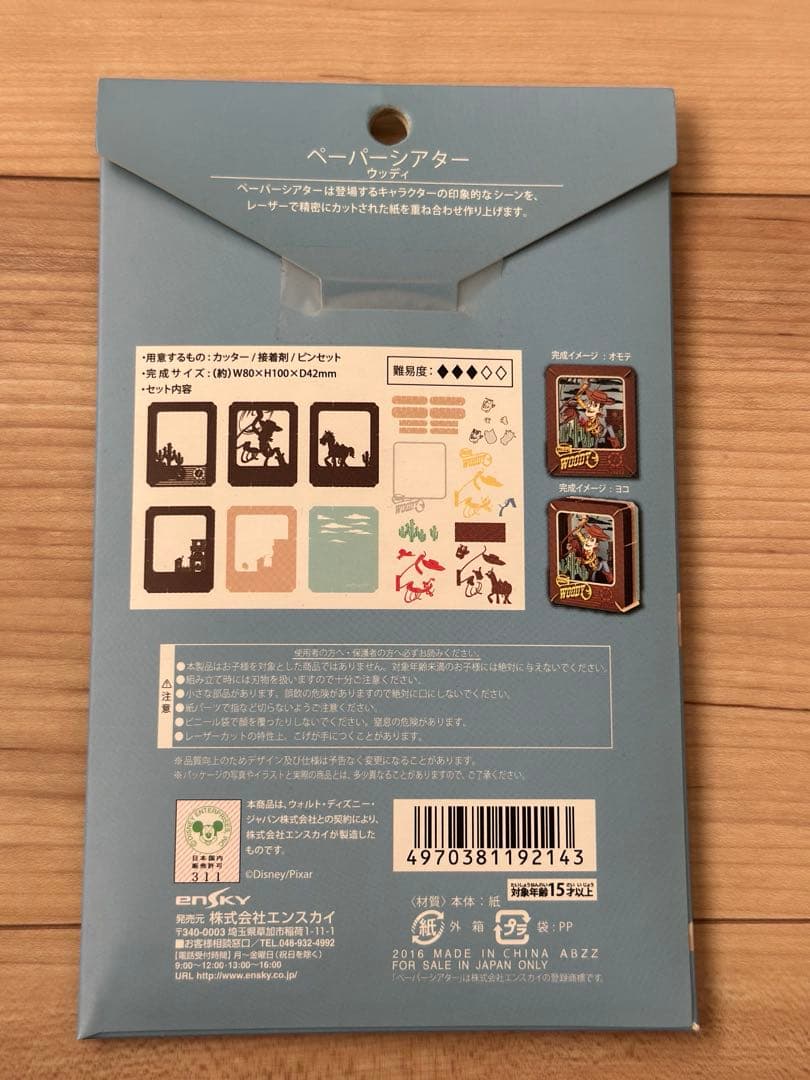 ペーパーシアター
ウッディ
ペーパーシアターは登場するキャラクターの印象的なシーンを、
レーザーで精密にカットされた紙を重ね合わせ作り上げます。
・用意するもの：カッター / 接着剤 / ピンセット
・完成サイズ：(約) W80×H100×D42mm
・セット内容
難易度：♦♦♦♢♢
完成イメージ：オモテ
WOODY
完成イメージ：ヨコ
WOODY
使用者の方へ・保護者の方へ必ずお読みください。
⚠注意
●本製品はお子様を対象とした商品ではありません。対象年齢未満のお子様には絶対に与えないでください。
●組み立て時には刃物を扱いますので十分ご注意ください。
●小さな部品があります。誤飲の危険がありますので絶対に口にしないでください。
●紙パーツで指など切らないようご注意ください。
●ビニール袋で顔を覆ったりしないでください。窒息の危険があります。
●レーザーカットの特性上、こげが手につくことがあります。
※品質向上のためデザイン及び仕様は予告なく変更になることがあります。
※パッケージの写真やイラストと実際の商品とは、多少異なることがありますので、ご了承ください。
©DISNEY ENTERPRISES, INC.
日本国内
販売許可
311
本商品は、ウォルト・ディズニー・
ジャパン株式会社との契約により、
株式会社エンスカイが製造した
ものです。
©Disney/Pixar
4970381192143
たいしょうねんれい さい いじょう
対象年齢15才以上
enSKY
発売元 株式会社エンスカイ
〒340-0003 埼玉県草加市稲荷1-11-1
■お客様相談窓口／TEL.048-932-4992
【電話受付時間】月～金曜日（祝日を除く）
9:00～12:00・13:00～16:00
URL http://www.ensky.co.jp/
〈材質〉本体：紙
紙 外箱 プラ 袋：PP
2016 MADE IN CHINA ABZZ
FOR SALE IN JAPAN ONLY
「ペーパーシアター」は株式会社エンスカイの登録商標です。